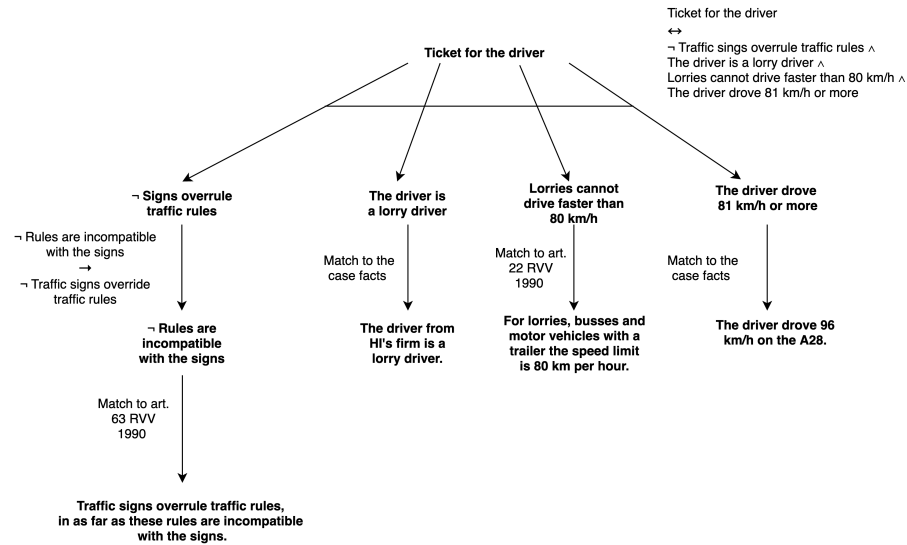 Ticket for the driver
↔
¬ Traffic sings overrule traffic rules ∧
The driver is a lorry driver ∧
Lorries cannot drive faster than 80 km/h ∧
The driver drove 81 km/h or more
Ticket for the driver
¬ Signs overrule
traffic rules
The driver is
a lorry driver
Lorries cannot
drive faster than
80 km/h
The driver drove
81 km/h or more
¬ Rules are incompatible
with the signs
→
¬ Traffic signs override
traffic rules
Match to the
case facts
Match to art.
22 RVV
1990
Match to the
case facts
¬ Rules are
incompatible
with the signs
The driver from
HI's firm is a
lorry driver.
For lorries, busses and
motor vehicles with a
trailer the speed limit
is 80 km per hour.
The driver drove 96
km/h on the A28.
Match to art.
63 RVV
1990
Traffic signs overrule traffic rules,
in as far as these rules are incompatible
with the signs.